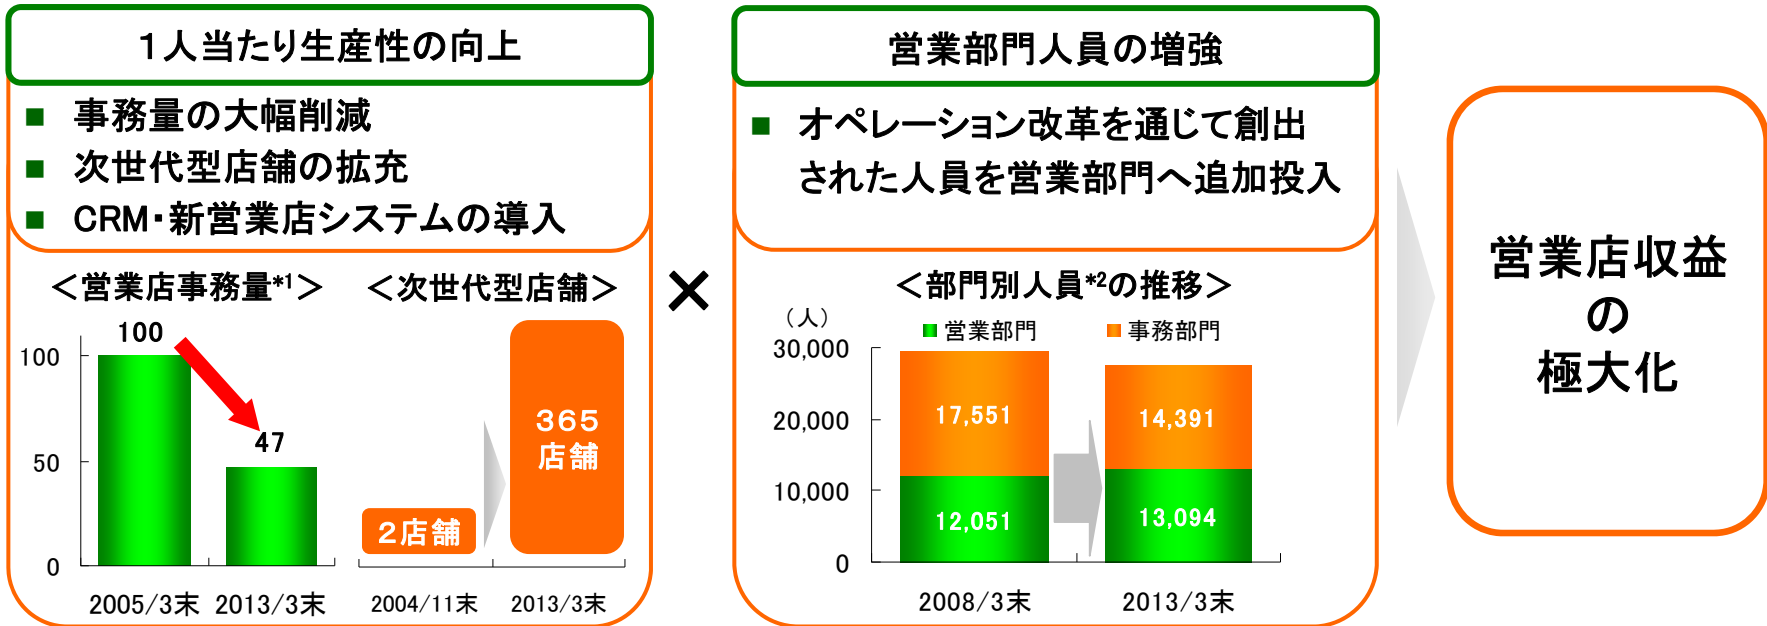 １人当たり生産性の向上
■ 事務量の大幅削減
■ 次世代型店舗の拡充
■ CRM・新営業店システムの導入
＜営業店事務量*1＞
100
100
50
0
47
2005/3末
2013/3末
＜次世代型店舗＞
２店舗
３６５
店舗
2004/11末
2013/3末
×
営業部門人員の増強
■ オペレーション改革を通じて創出
された人員を営業部門へ追加投入
＜部門別人員*2の推移＞
（人）
■営業部門
■事務部門
30,000
20,000
10,000
0
17,551
12,051
14,391
13,094
2008/3末
2013/3末
営業店収益
の
極大化